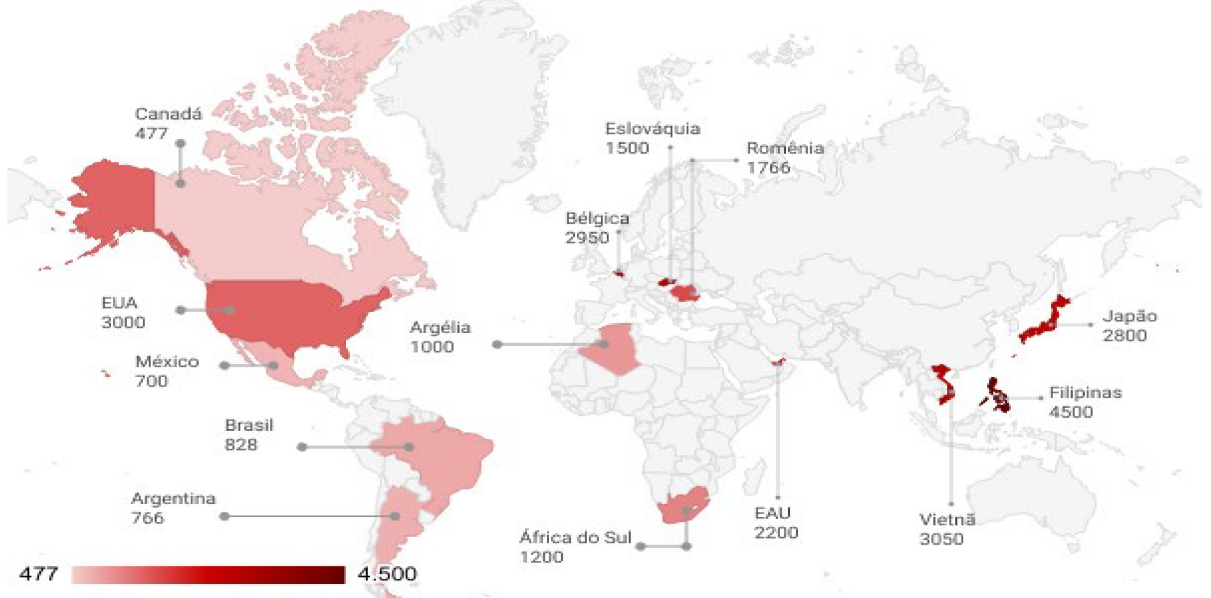 Canadá
477
Eslováquia
1500
Romênia
1766
Bélgica
2950
EUA
3000
Argélia
1000
Japão
2800
México
700
Filipinas
4500
Brasil
828
Argentina
766
EAU
2200
Vietnã
3050
África do Sul
1200
477
4.500